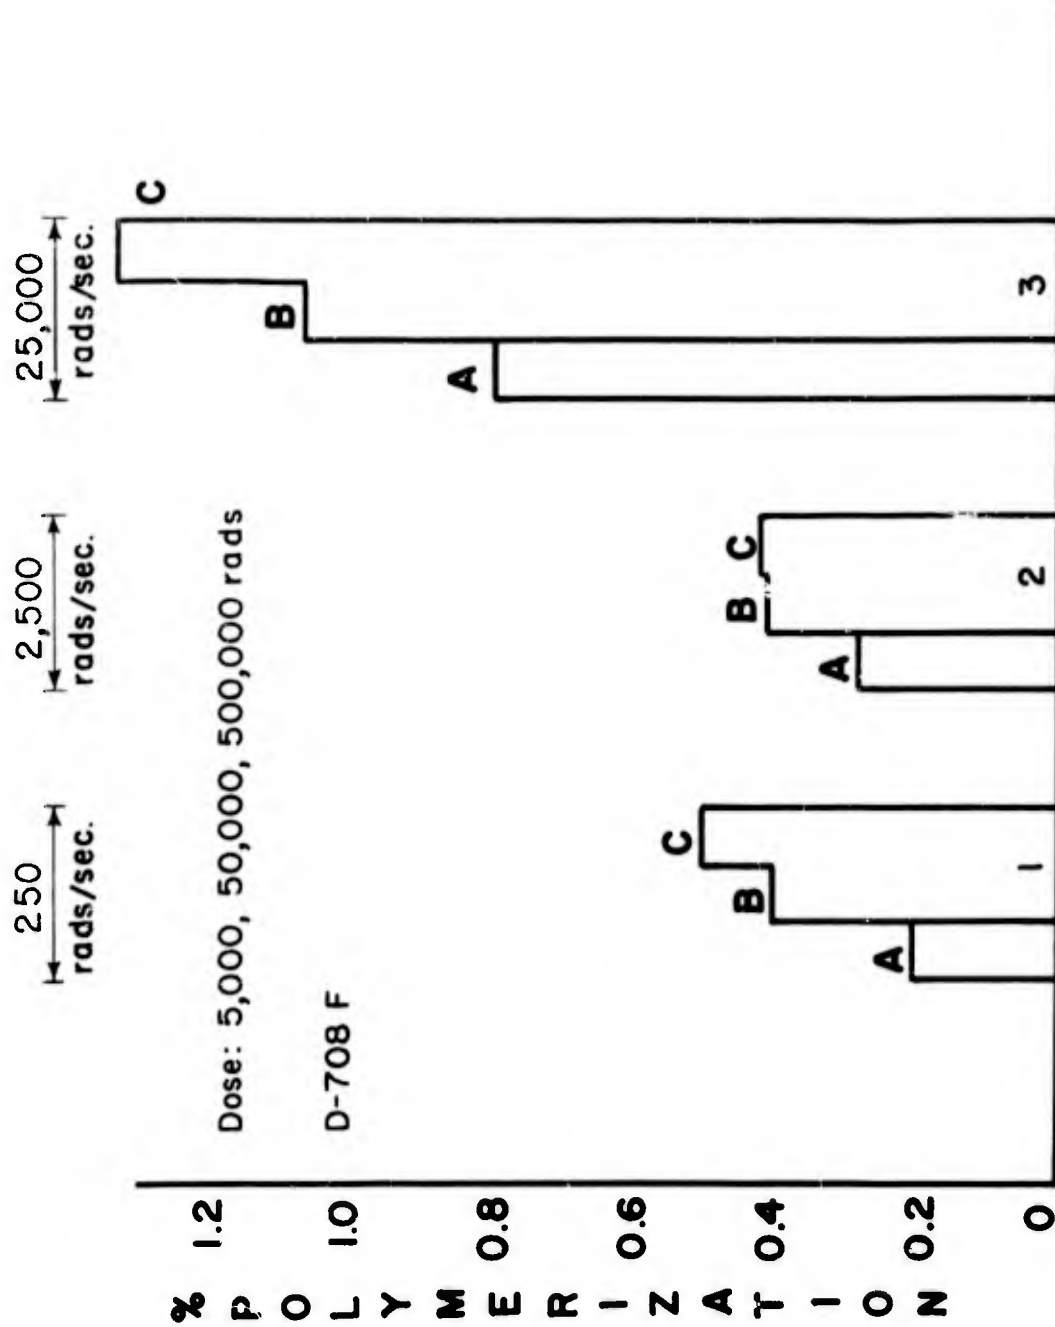 250
rads/sec.
2,500
rads/sec.
25,000
rads/sec.
Dose: 5,000, 50,000, 500,000 rads
D-708 F
% POLYMERIZATION
1.2
1.0
0.8
0.6
0.4
0.2
0
A
B
C
1
A
B
C
2
A
B
C
3